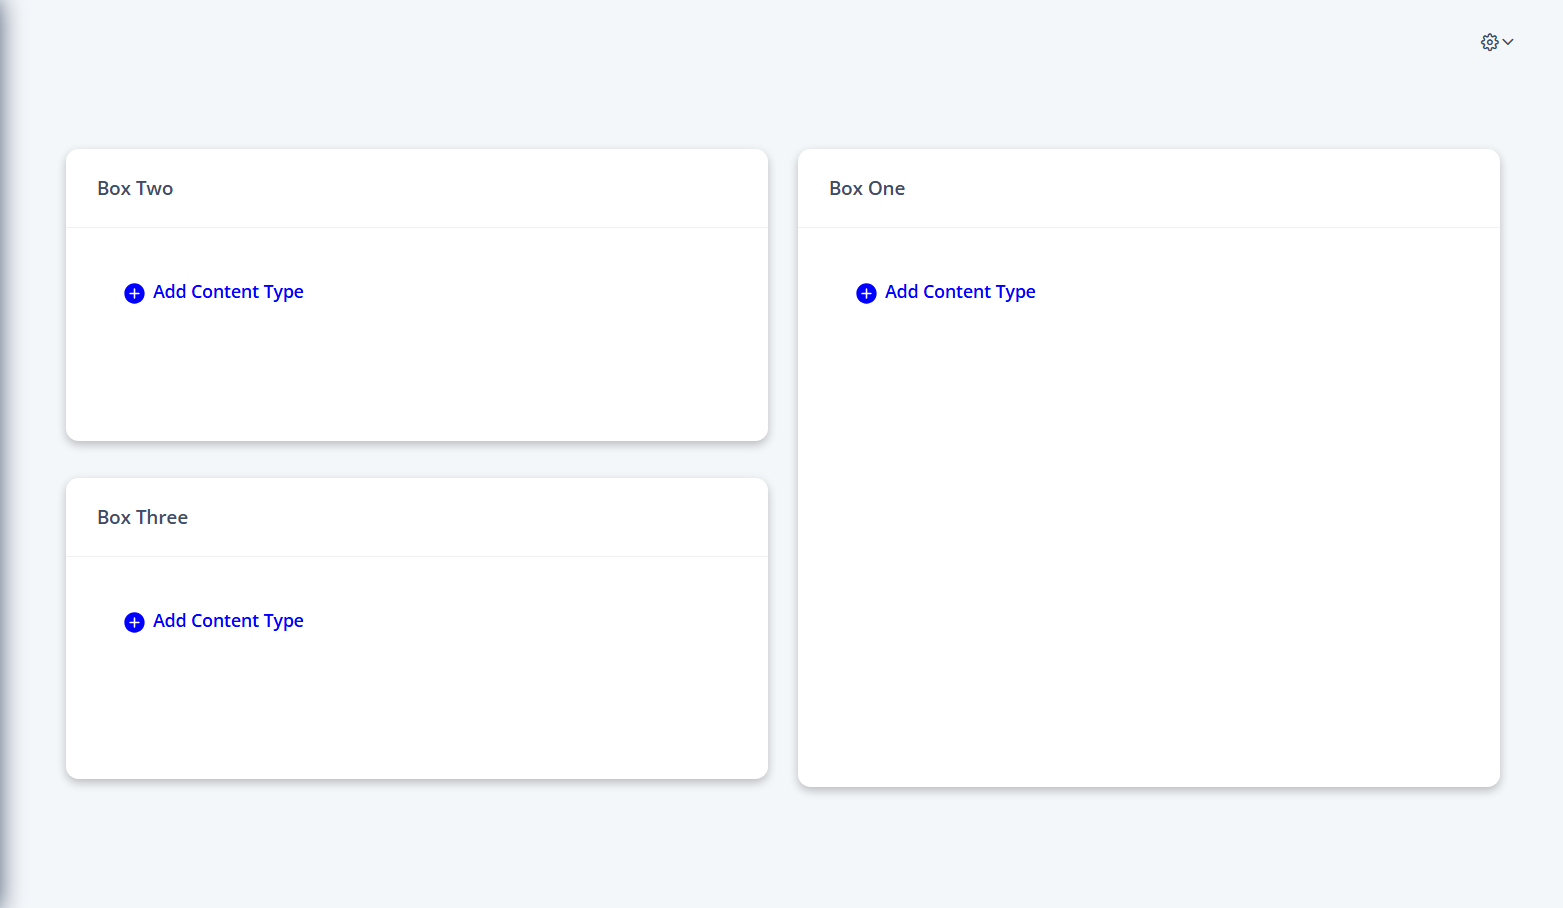 Box Two
Add Content Type
Box Three
Add Content Type
Box One
Add Content Type